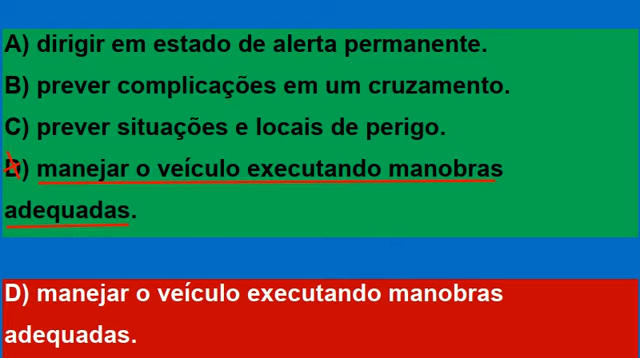 A) dirigir em estado de alerta permanente.
B) prever complicações em um cruzamento.
C) prever situações e locais de perigo.
D) manejar o veículo executando manobras
adequadas.
D) manejar o veículo executando manobras
adequadas.